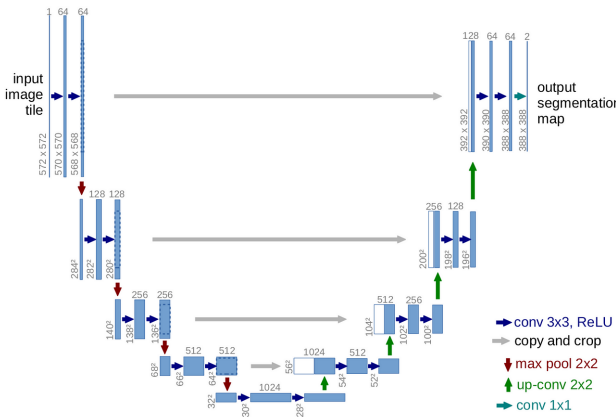 1 64 64
128 64 64 2
input
image
tile
output
segmentation
map
572 x 572
570 x 570
568 x 568
392 x 392
390 x 390
388 x 388
388 x 388
128 128
256 128
284²
282²
280²
200²
198²
196²
256 256
512 256
140²
138²
136²
104²
102²
100²
512 512
1024 512
68²
66²
64²
56²
54²
52²
1024
32²
30²
28²
conv 3x3, ReLU
copy and crop
max pool 2x2
up-conv 2x2
conv 1x1